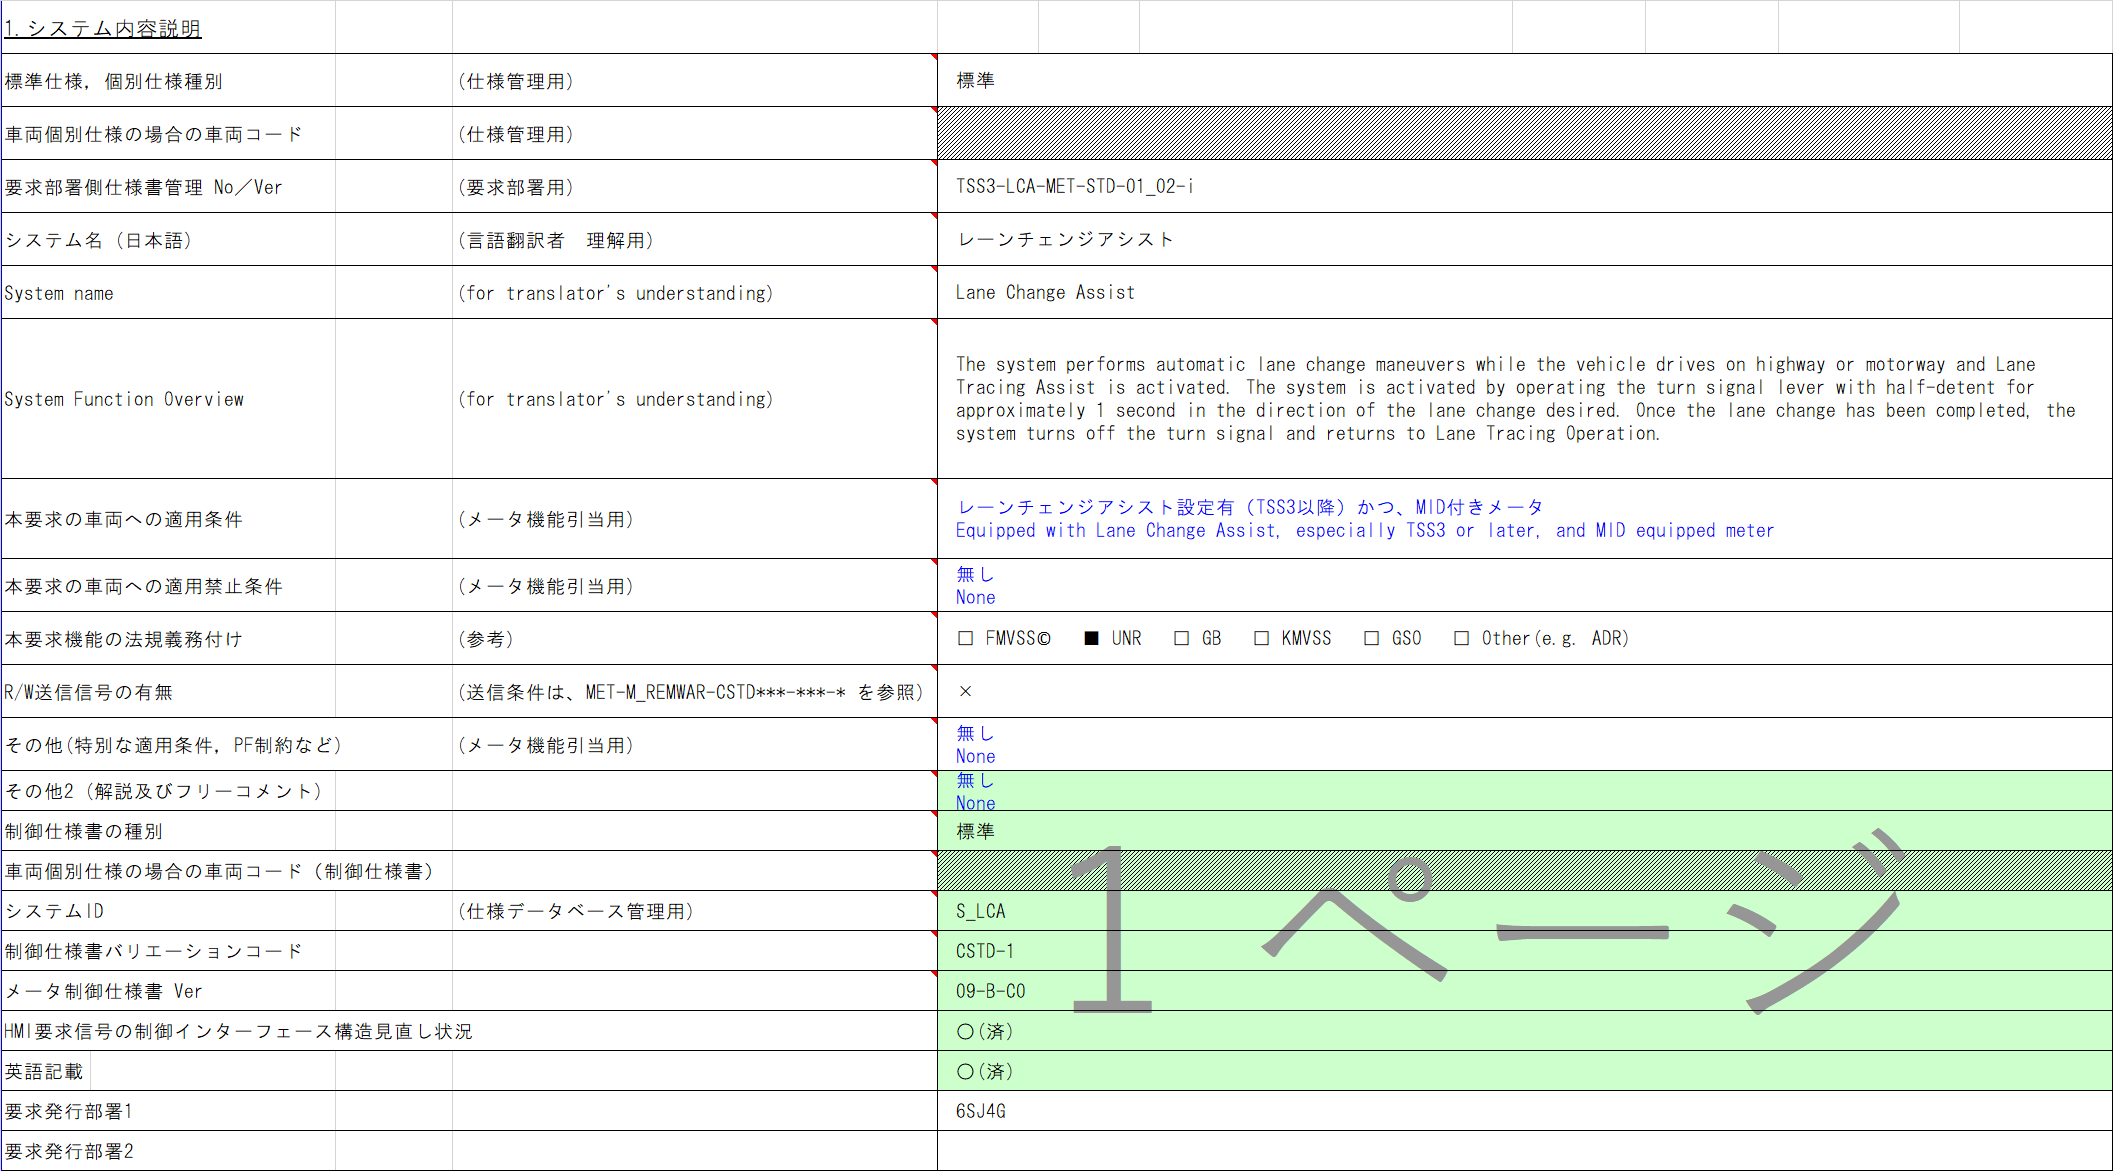 1. システム内容説明
標準仕様, 個別仕様種別 (仕様管理用) 標準
車両個別仕様の場合の車両コード (仕様管理用)
要求部署側仕様書管理 No／Ver (要求部署用) TSS3-LCA-MET-STD-01_02-i
システム名（日本語） (言語翻訳者　理解用) レーンチェンジアシスト
System name (for translator's understanding) Lane Change Assist
System Function Overview (for translator's understanding)
The system performs automatic lane change maneuvers while the vehicle drives on highway or motorway and Lane
Tracing Assist is activated. The system is activated by operating the turn signal lever with half-detent for
approximately 1 second in the direction of the lane change desired. Once the lane change has been completed, the
system turns off the turn signal and returns to Lane Tracing Operation.
本要求の車両への適用条件 (メータ機能引当用)
レーンチェンジアシスト設定有（TSS3以降）かつ、MID付きメータ
Equipped with Lane Change Assist, especially TSS3 or later, and MID equipped meter
本要求の車両への適用禁止条件 (メータ機能引当用)
無し
None
本要求機能の法規義務付け (参考) □ FMVSS© ■ UNR □ GB □ KMVSS □ GSO □ Other(e.g. ADR)
R/W送信信号の有無 (送信条件は、MET-M_REMWAR-CSTD***-***-* を参照) ×
その他(特別な適用条件, PF制約など) (メータ機能引当用)
無し
None
その他2（解説及びフリーコメント）
無し
None
制御仕様書の種別 標準
車両個別仕様の場合の車両コード（制御仕様書）
システムID (仕様データベース管理用) S_LCA
制御仕様書バリエーションコード CSTD-1
メータ制御仕様書 Ver 09-B-C0
HMI要求信号の制御インターフェース構造見直し状況 〇(済)
英語記載 〇(済)
要求発行部署1 6SJ4G
要求発行部署2
1 ページ